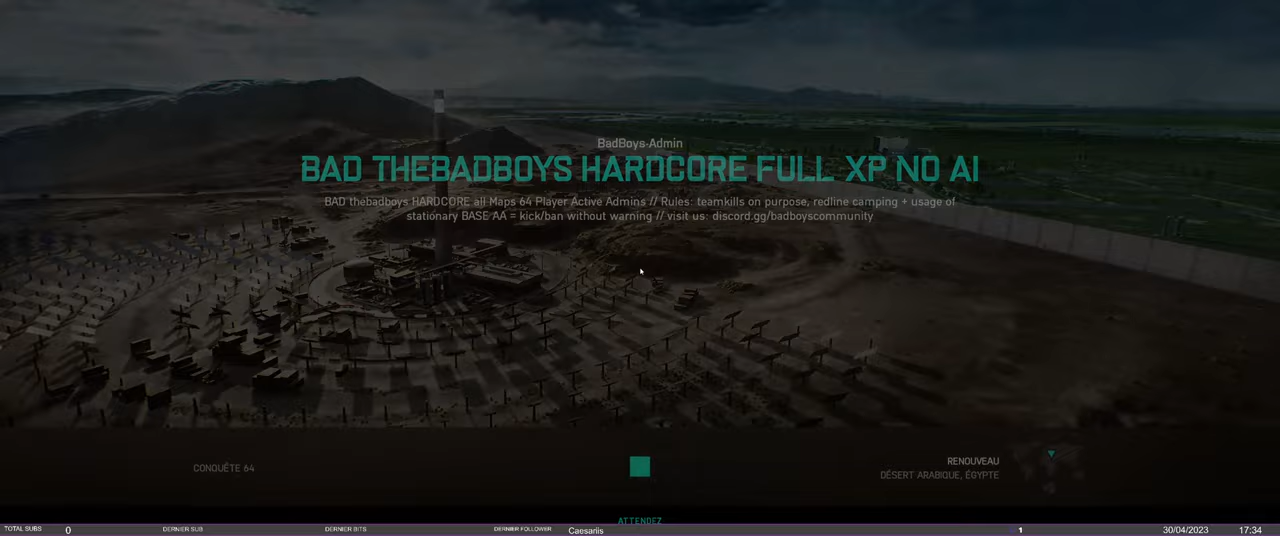 BadBoys-Admin
BAD THEBADBOYS HARDCORE FULL XP NO AI
BAD thebadboys HARDCORE all Maps 64 Player Active Admins // Rules: teamkills on purpose, redline camping + usage of
stationary BASE AA = kick/ban without warning // visit us: discord.gg/badboyscommunity
CONQUÊTE 64
RENOUVEAU
DÉSERT ARABIQUE, ÉGYPTE
ATTENDEZ
TOTAL SUBS 0 DERNIER SUB DERNIER BITS DERNIER FOLLOWER Caesarlis 1 30/04/2023 17:34